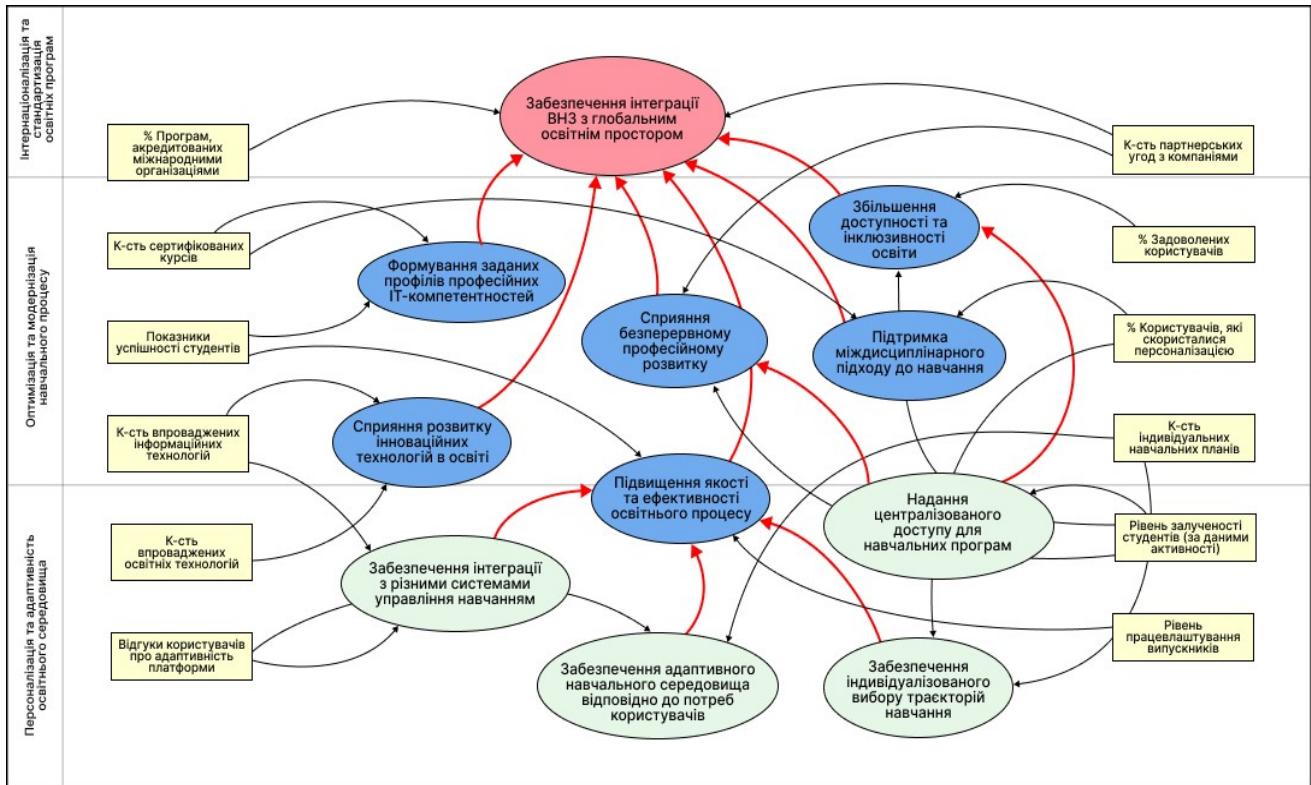 Інтернаціоналізація та
стандартизація
освітніх програм
% Програм,
акредитованих
міжнародними
організаціями
Забезпечення інтеграції
ВНЗ з глобальним
освітнім простором
К-сть партнерських
угод з компаніями
Оптимізація та модернізація
навчального процесу
К-сть сертифікованих
курсів
Формування заданих
профілів професійних
ІТ-компетентностей
Збільшення
доступності та
інклюзивності
освіти
% Задоволених
користувачів
Показники
успішності студентів
Сприяння
безперервному
професійному
розвитку
Підтримка
міждисциплінарного
підходу до навчання
% Користувачів, які
скористалися
персоналізацією
К-сть впроваджених
інформаційних
технологій
Сприяння розвитку
інноваційних
технологій в освіті
К-сть
індивідуальних
навчальних планів
Підвищення якості
та ефективності
освітнього процесу
Персоналізація та адаптивність
освітнього середовища
К-сть
впроваджених
освітніх технологій
Надання
централізованого
доступу для
навчальних програм
Рівень залученості
студентів (за даними
активності)
Забезпечення інтеграції
з різними системами
управління навчанням
Відгуки користувачів
про адаптивність
платформи
Забезпечення адаптивного
навчального середовища
відповідно до потреб
користувачів
Забезпечення
індивідуалізованого
вибору траєкторій
навчання
Рівень
працевлаштування
випускників